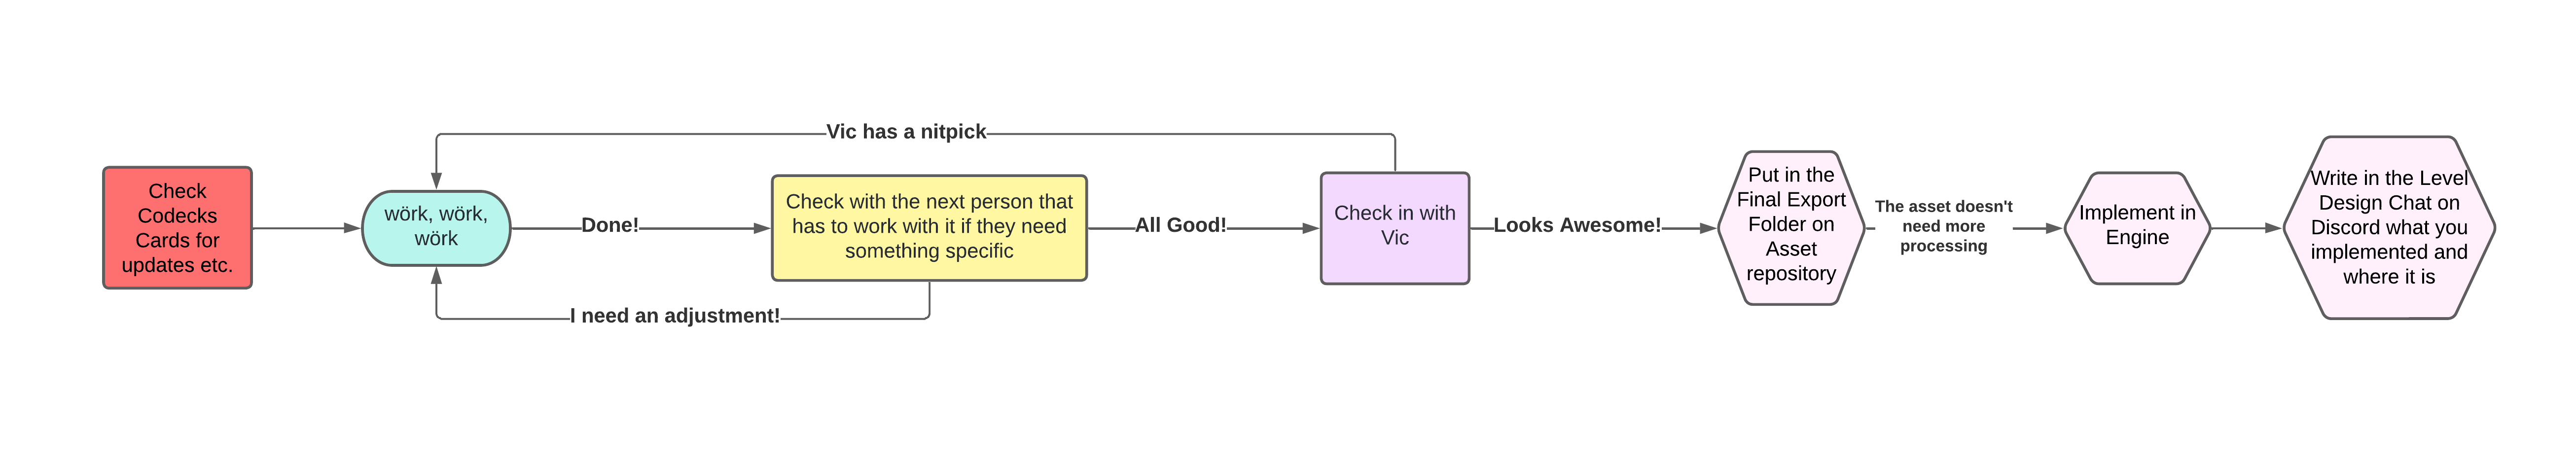 Vic has a nitpick
Check
Codecks
Cards for
updates etc.
wörk, wörk,
wörk
Done!
Check with the next person that
has to work with it if they need
something specific
All Good!
Check in with
Vic
Looks Awesome!
Put in the
Final Export
Folder on
Asset
repository
The asset doesn't
need more
processing
Implement in
Engine
Write in the Level
Design Chat on
Discord what you
implemented and
where it is
I need an adjustment!